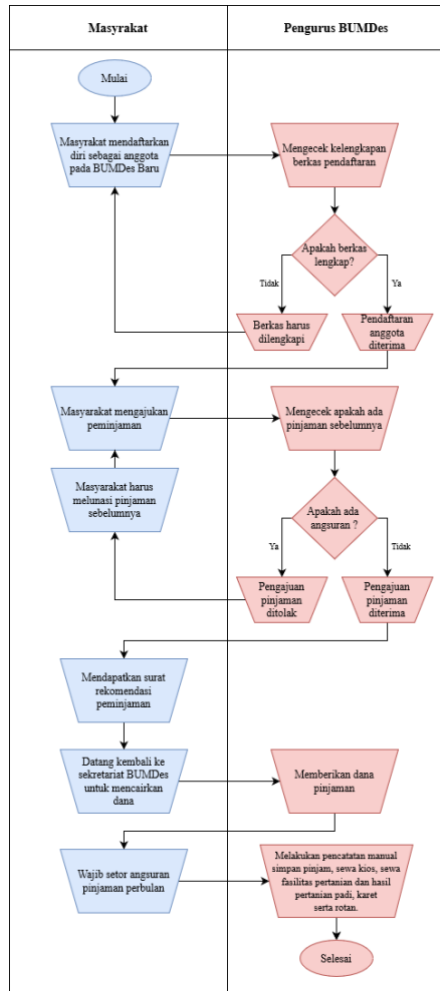 Masyrakat
Pengurus BUMDes
Mulai
Masyrakat mendaftarkan
diri sebagai anggota
pada BUMDes Baru
Mengecek kelengkapan
berkas pendaftaran
Apakah berkas
lengkap?
Tidak
Ya
Berkas harus
dilengkapi
Pendaftaran
anggota
diterima
Masyarakat mengajukan
peminjaman
Mengecek apakah ada
pinjaman sebelumnya
Masyarakat harus
melunasi pinjaman
sebelumnya
Apakah ada
angsuran ?
Ya
Tidak
Pengajuan
pinjaman
ditolak
Pengajuan
pinjaman
diterima
Mendapatkan surat
rekomendasi
peminjaman
Datang kembali ke
sekretariat BUMDes
untuk mencairkan
dana
Memberikan dana
pinjaman
Wajib setor angsuran
pinjaman perbulan
Melakukan pencatatan manual
simpan pinjam, sewa kios, sewa
fasilitas pertanian dan hasil
pertanian padi, karet
serta rotan.
Selesai